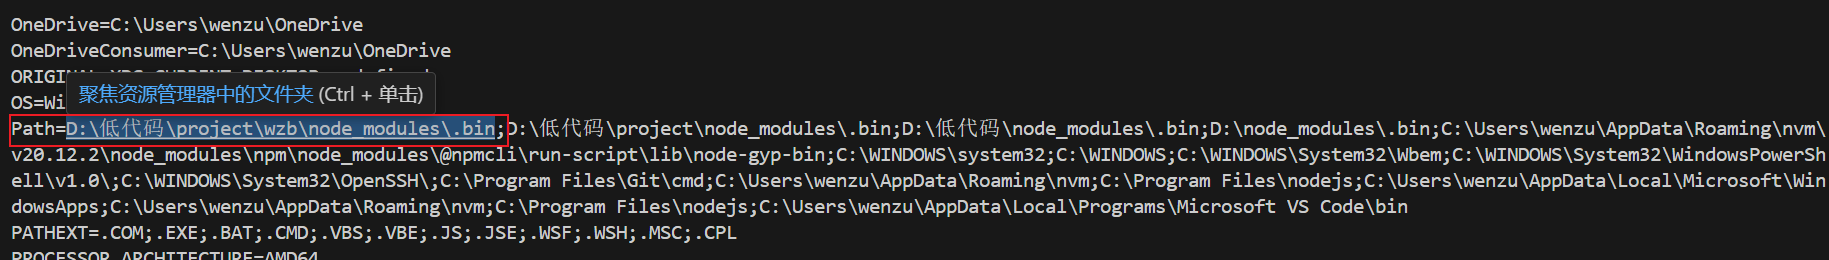 OneDrive=C:\Users\wenzu\OneDrive
OneDriveConsumer=C:\Users\wenzu\OneDrive
聚焦资源管理器中的文件夹 (Ctrl + 单击)
OS=Wi
Path=D:\低代码\project\wzb\node_modules\.bin;D:\低代码\project\node_modules\.bin;D:\低代码\node_modules\.bin;D:\node_modules\.bin;C:\Users\wenzu\AppData\Roaming\nvm\
v20.12.2\node_modules\npm\node_modules\@npmcli\run-script\lib\node-gyp-bin;C:\WINDOWS\system32;C:\WINDOWS;C:\WINDOWS\System32\Wbem;C:\WINDOWS\System32\WindowsPowerSh
ell\v1.0\;C:\WINDOWS\System32\OpenSSH\;C:\Program Files\Git\cmd;C:\Users\wenzu\AppData\Roaming\nvm;C:\Program Files\nodejs;C:\Users\wenzu\AppData\Local\Microsoft\Win
dowsApps;C:\Users\wenzu\AppData\Roaming\nvm;C:\Program Files\nodejs;C:\Users\wenzu\AppData\Local\Programs\Microsoft VS Code\bin
PATHEXT=.COM;.EXE;.BAT;.CMD;.VBS;.VBE;.JS;.JSE;.WSF;.WSH;.MSC;.CPL
PROCESSOR_ARCHITECTURE=AMD64